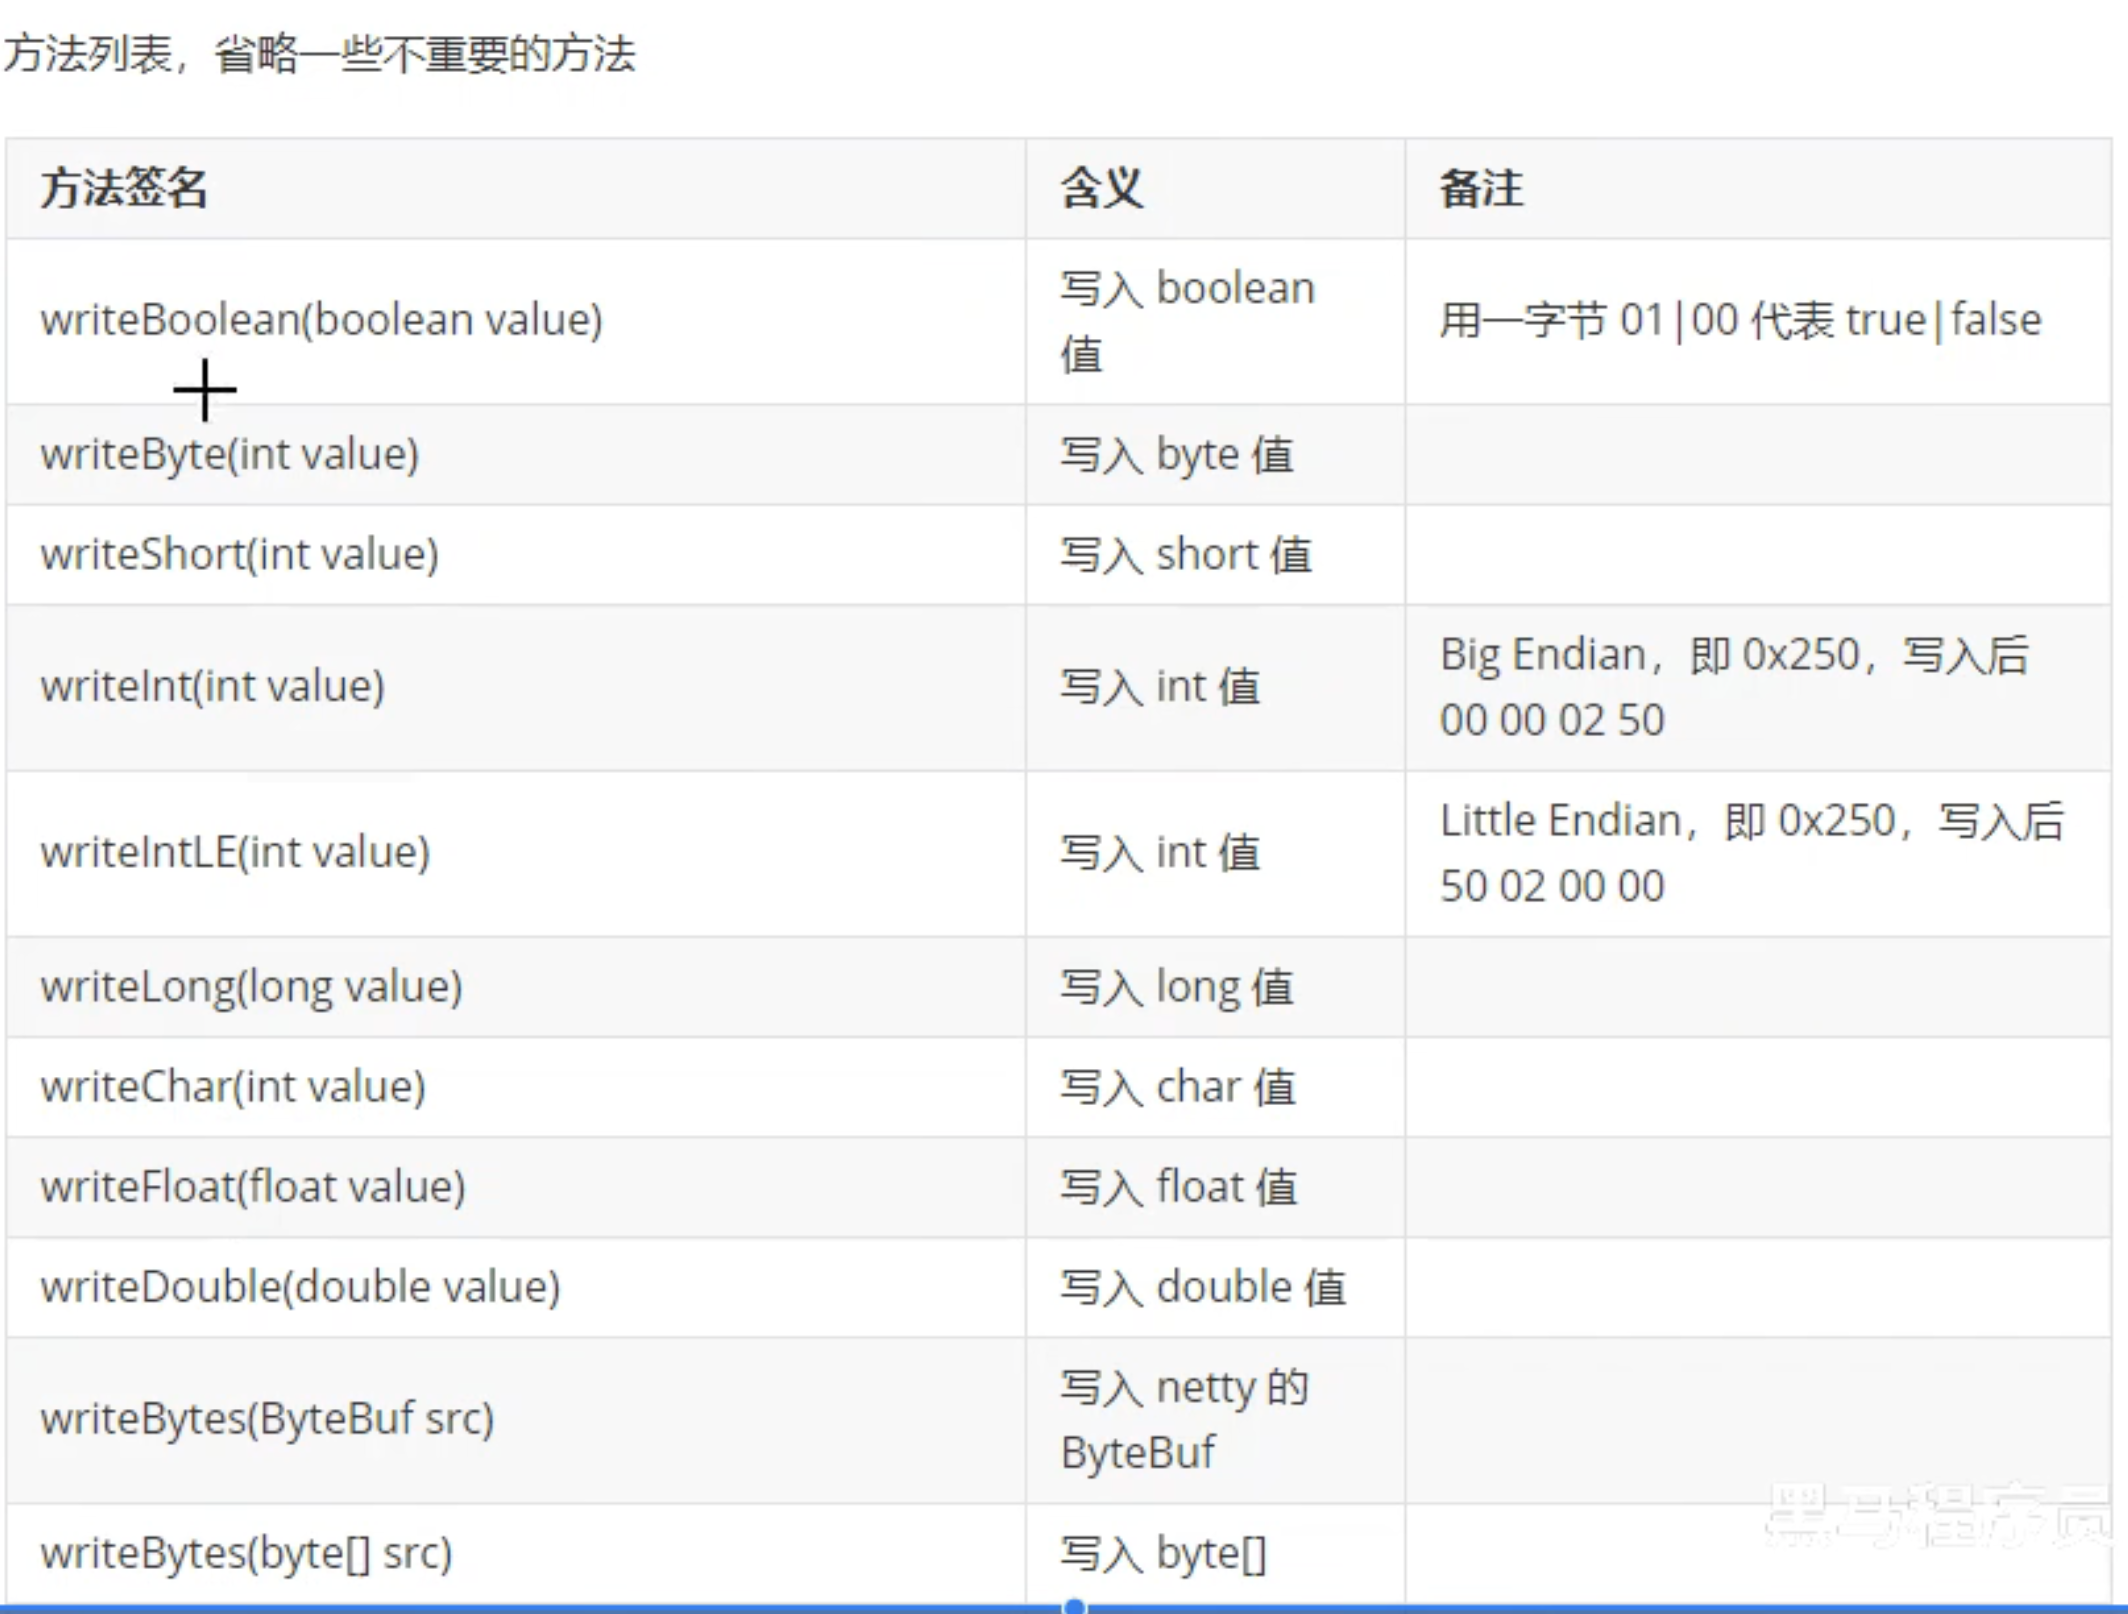 方法列表，省略一些不重要的方法
方法签名 含义 备注
writeBoolean(boolean value) 写入 boolean 值 用一字节 01|00 代表 true|false
writeByte(int value) 写入 byte 值
writeShort(int value) 写入 short 值
writeInt(int value) 写入 int 值 Big Endian，即 0x250，写入后 00 00 02 50
writeIntLE(int value) 写入 int 值 Little Endian，即 0x250，写入后 50 02 00 00
writeLong(long value) 写入 long 值
writeChar(int value) 写入 char 值
writeFloat(float value) 写入 float 值
writeDouble(double value) 写入 double 值
writeBytes(ByteBuf src) 写入 netty 的 ByteBuf
writeBytes(byte[] src) 写入 byte[]
黑马程序员